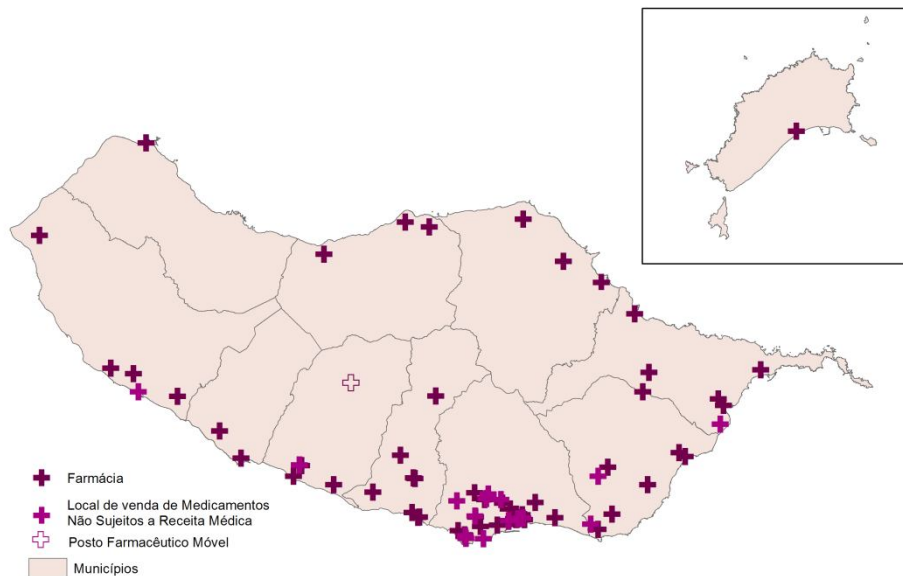 Farmácia
Local de venda de Medicamentos
Não Sujeitos a Receita Médica
Posto Farmacêutico Móvel
Municípios